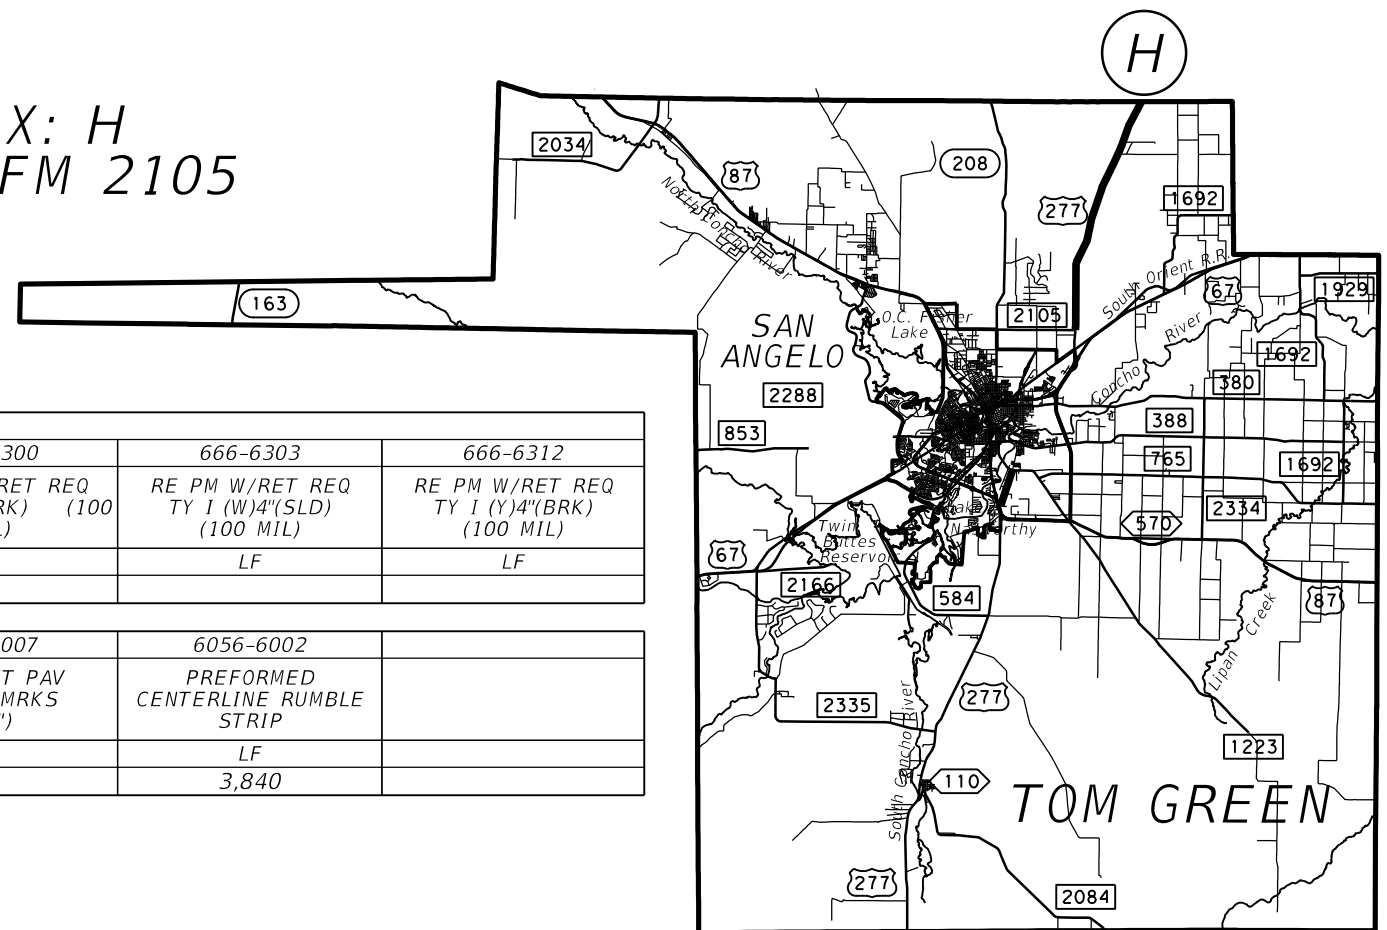 H
X: H
FM 2105
2034
87
208
277
1692
North Concho River
South Orient R.R.
67
1929
163
O.C. Fisher
Lake
2105
SAN
ANGELO
River
Concho
1692
380
2288
388
853
765
1692
2334
570
Lake
Nasworthy
Twin
Buttes
Reservoir
67
2166
584
87
Lipan Creek
300
666-6303
666-6312
RET REQ
RE PM W/RET REQ
RE PM W/RET REQ
RK) (100
TY I (W)4"(SLD)
TY I (Y)4"(BRK)
L)
(100 MIL)
(100 MIL)
LF
LF
007
6056-6002
T PAV
PREFORMED
MRKS
CENTERLINE RUMBLE
")
STRIP
LF
3,840
277
2335
South Concho River
1223
110
TOM GREEN
277
2084